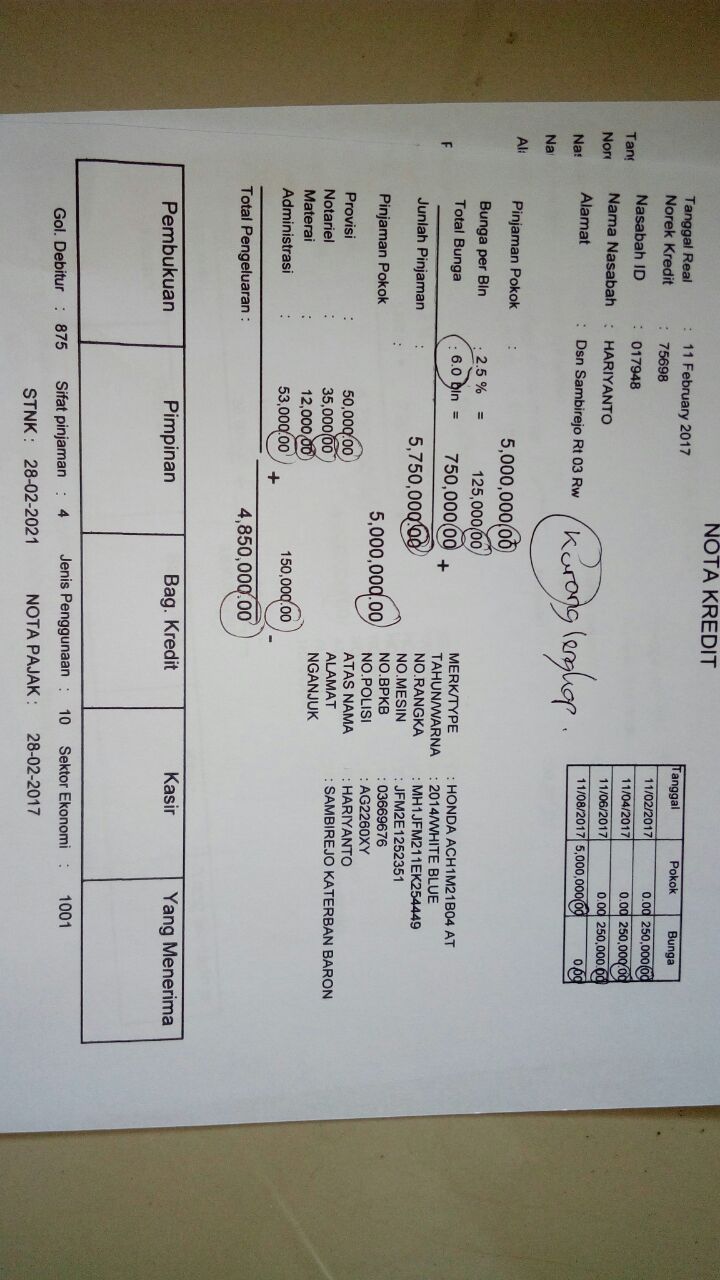 NOTA KREDIT
Tanggal Real : 11 February 2017
Norek Kredit : 75698
Nasabah ID : 017948
Nama Nasabah : HARIYANTO
Alamat : Dsn Sambirejo Rt 03 Rw
Kurang lengkap.
Tanggal Pokok Bunga
11/02/2017 0.00 250,000.00
11/04/2017 0.00 250,000.00
11/06/2017 0.00 250,000.00
11/08/2017 5,000,000.00 0.00
Pinjaman Pokok : 5,000,000.00
Bunga per Bln : 2.5 % = 125,000.00
Total Bunga : 6.0 bln = 750,000.00 +
Junlah Pinjaman : 5,750,000.00
Pinjaman Pokok : 5,000,000.00
Provisi : 50,000.00
Notariel : 35,000.00
Materai : 12,000.00
Administrasi : 53,000.00 +
150,000.00 -
Total Pengeluaran : 4,850,000.00
MERK/TYPE : HONDA ACH1M21B04 AT
TAHUN/WARNA : 2014/WHITE BLUE
NO.RANGKA : MH1JFM211EK254449
NO.MESIN : JFM2E1252351
NO.BPKB : 03669676
NO.POLISI : AG2260XY
ATAS NAMA : HARIYANTO
ALAMAT : SAMBIREJO KATERBAN BARON
NGANJUK
Pembukuan Pimpinan Bag. Kredit Kasir Yang Menerima
Gol. Debitur : 875 Sifat pinjaman : 4 Jenis Penggunaan : 10 Sektor Ekonomi : 1001
STNK : 28-02-2021 NOTA PAJAK : 28-02-2017